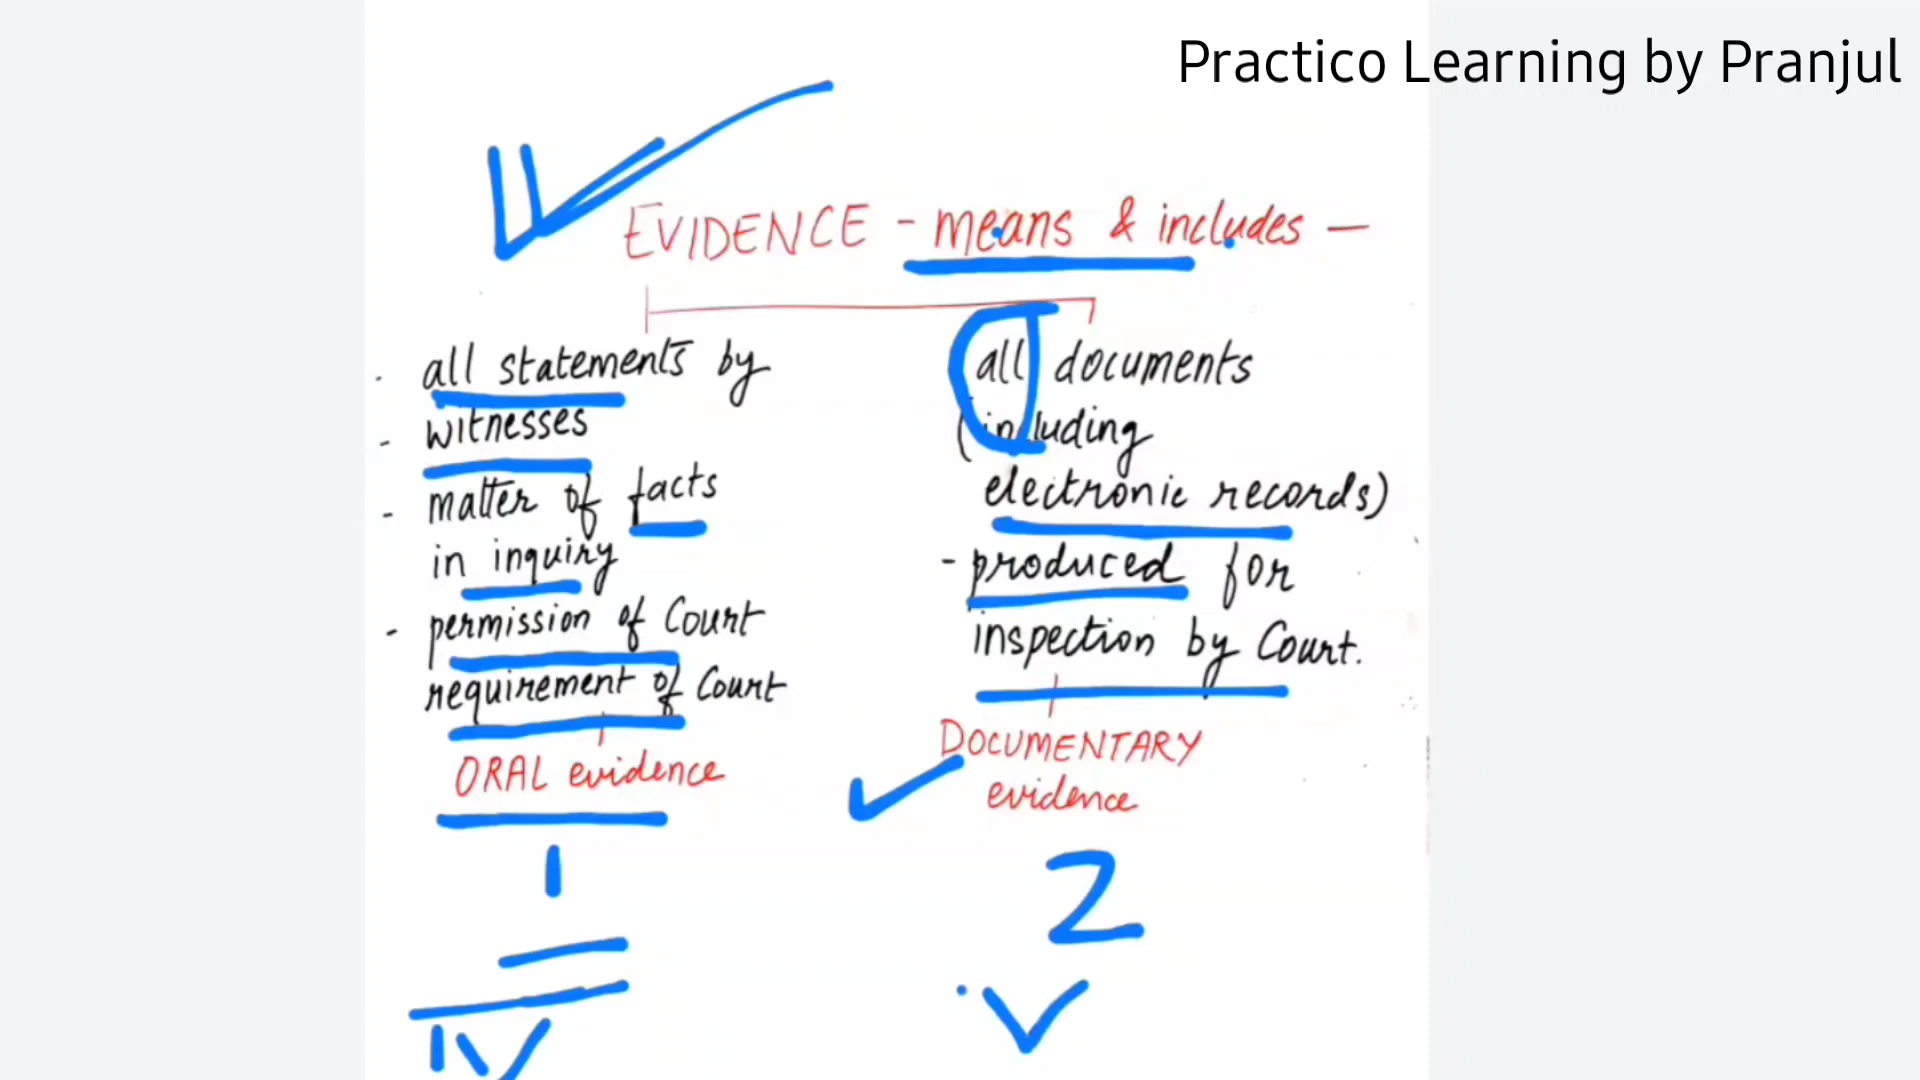 Practico Learning by Pranjul
EVIDENCE - means & includes —
- all statements by
- witnesses
- matter of facts
in inquiry
- permission of Court
requirement of Court
ORAL evidence
1
IV
all documents
(including
electronic records)
- produced for
inspection by Court.
DOCUMENTARY
evidence
2
V